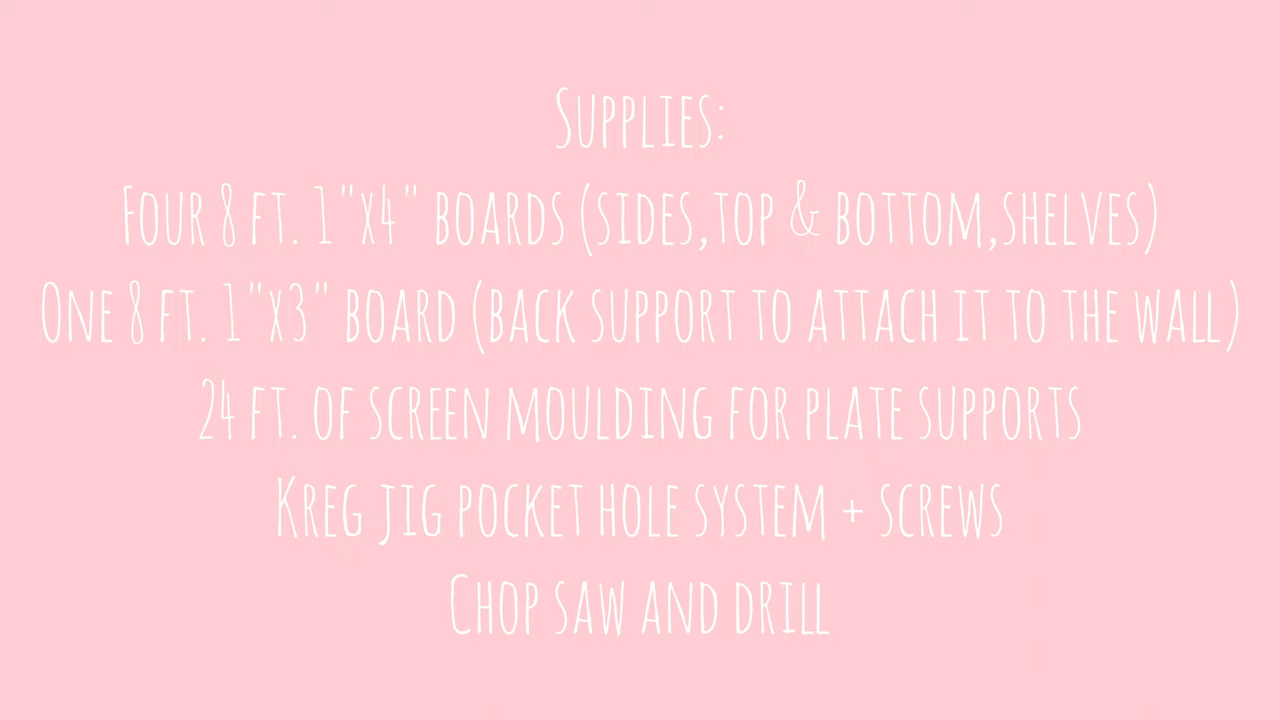 Supplies:
Four 8 ft. 1"x4" boards (sides,top & bottom,shelves)
One 8 ft. 1"x3" board (back support to attach it to the wall)
24 ft. of screen moulding for plate supports
Kreg jig pocket hole system + screws
Chop saw and drill